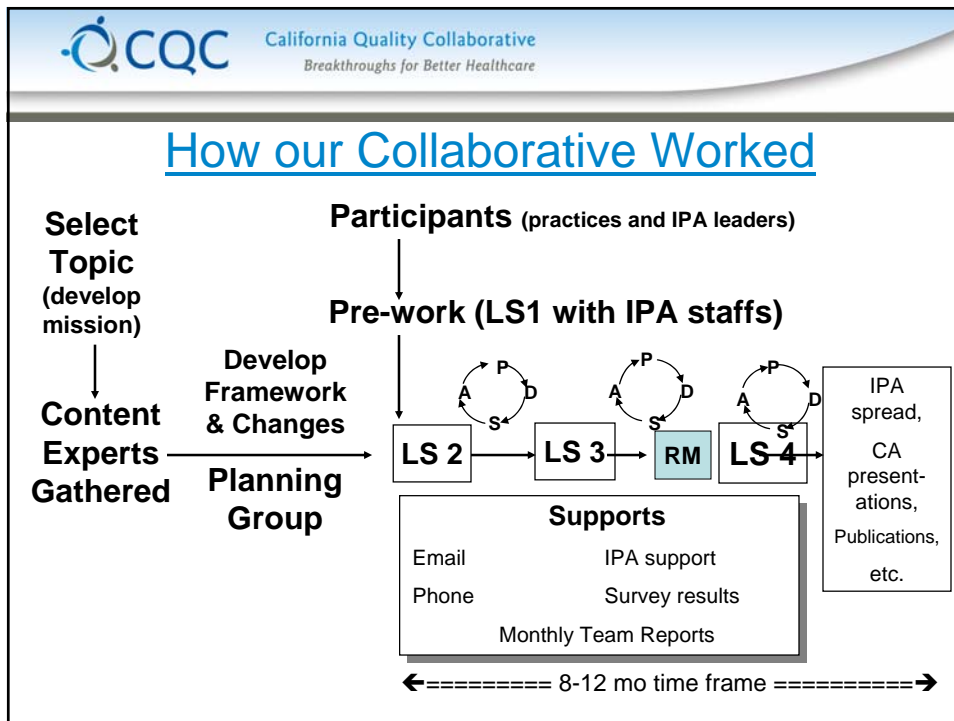 CQC
California Quality Collaborative
Breakthroughs for Better Healthcare
How our Collaborative Worked
Select
Topic
(develop
mission)
Content
Experts
Gathered
Develop
Framework
& Changes
Planning
Group
Participants (practices and IPA leaders)
Pre-work (LS1 with IPA staffs)
P
A
D
S
P
A
D
S
P
A
D
S
LS 2
LS 3
RM
LS 4
IPA
spread,
CA
present-
ations,
Publications,
etc.
Supports
Email IPA support
Phone Survey results
Monthly Team Reports
🡸========= 8-12 mo time frame ==========🡺